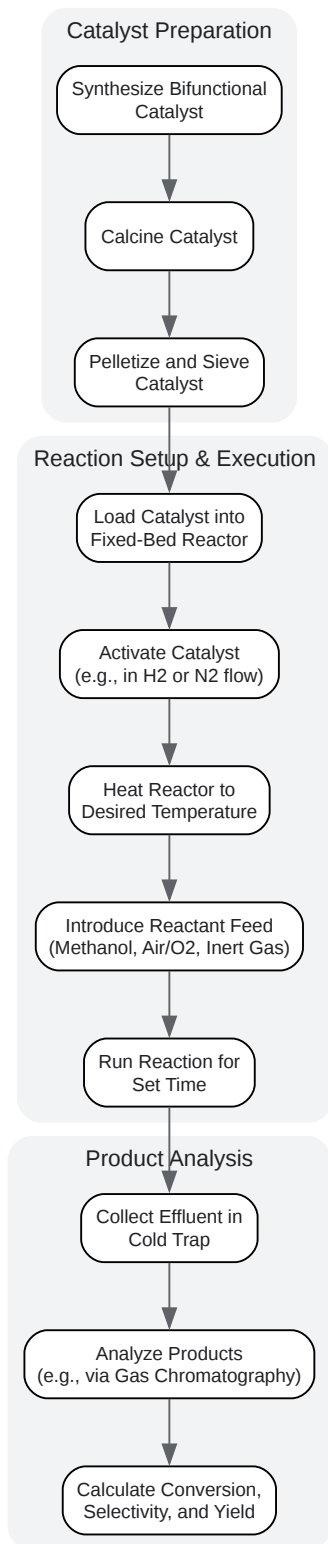 Catalyst Preparation
Synthesize Bifunctional
Catalyst
Calcine Catalyst
Pelletize and Sieve
Catalyst
Reaction Setup & Execution
Load Catalyst into
Fixed-Bed Reactor
Activate Catalyst
(e.g., in H2 or N2 flow)
Heat Reactor to
Desired Temperature
Introduce Reactant Feed
(Methanol, Air/O2, Inert Gas)
Run Reaction for
Set Time
Product Analysis
Collect Effluent in
Cold Trap
Analyze Products
(e.g., via Gas Chromatography)
Calculate Conversion,
Selectivity, and Yield